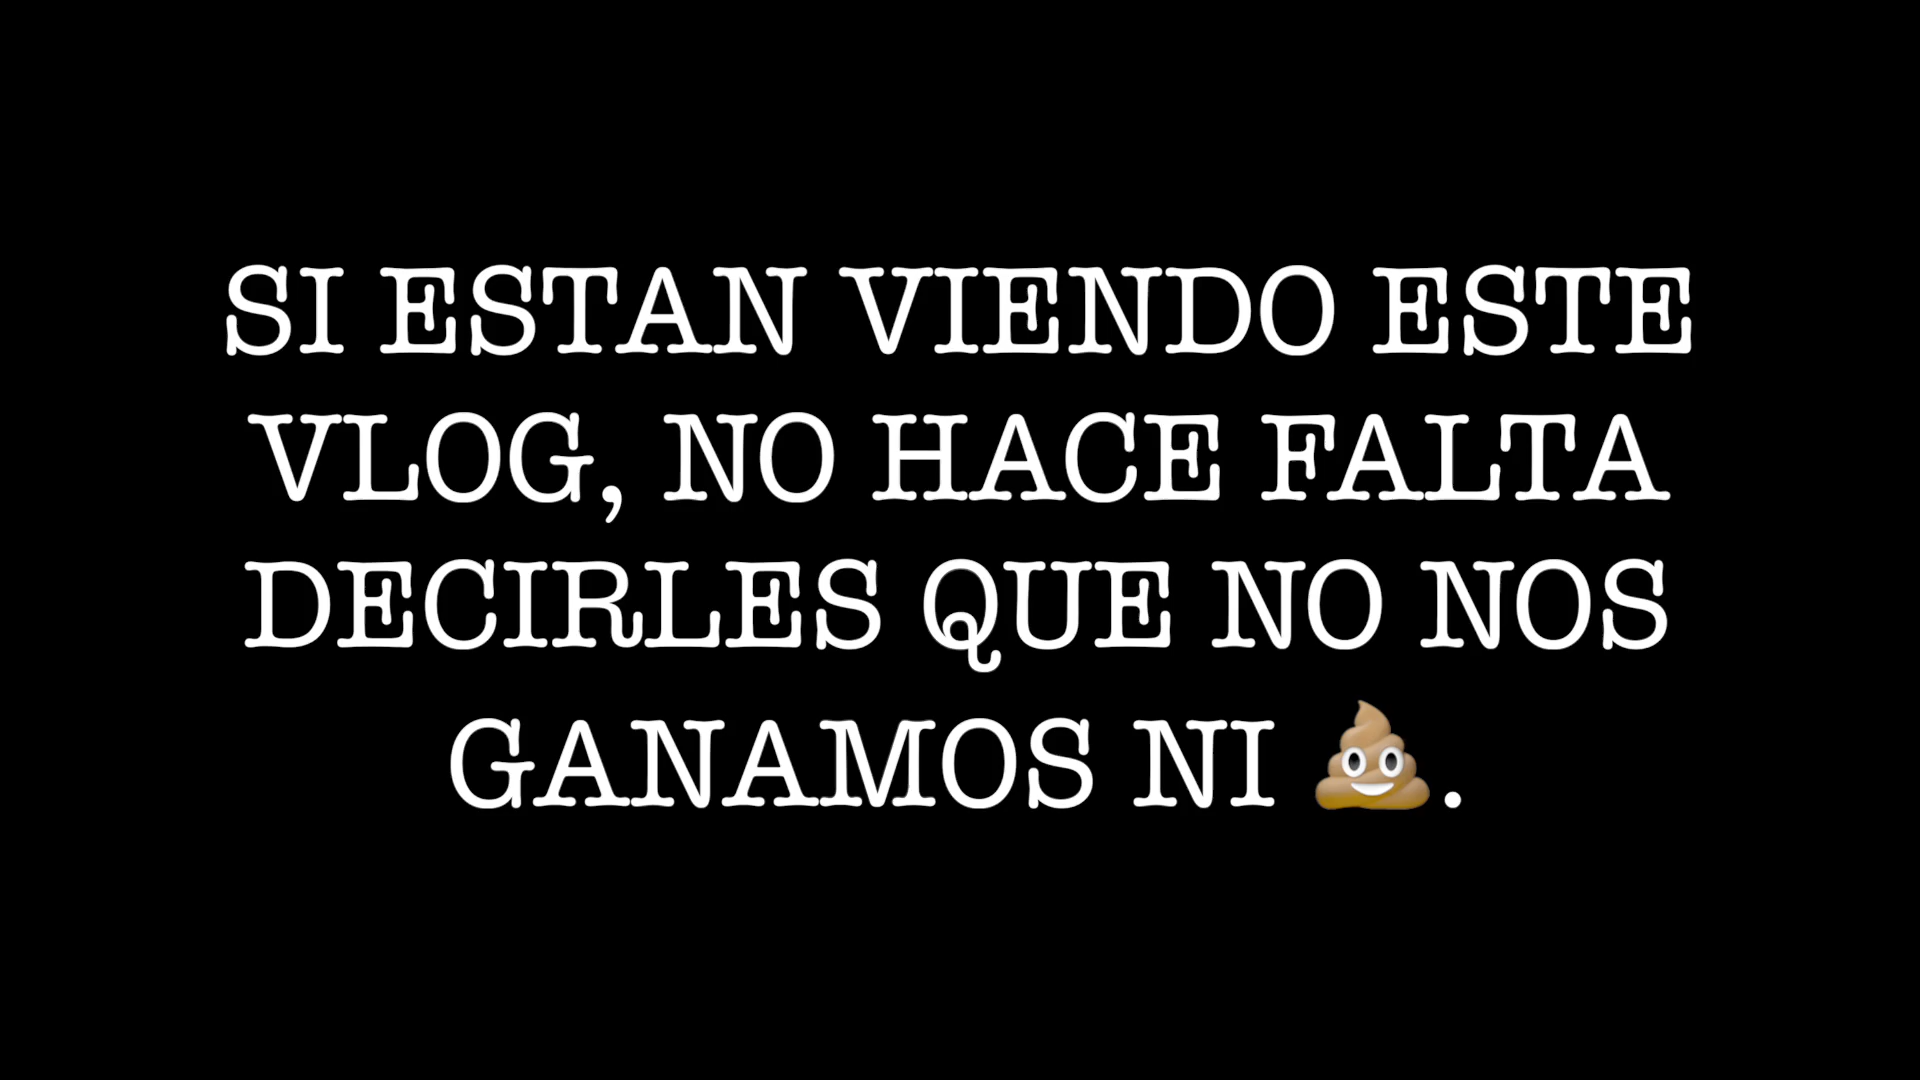 SI ESTAN VIENDO ESTE
VLOG, NO HACE FALTA
DECIRLES QUE NO NOS
GANAMOS NI 💩.